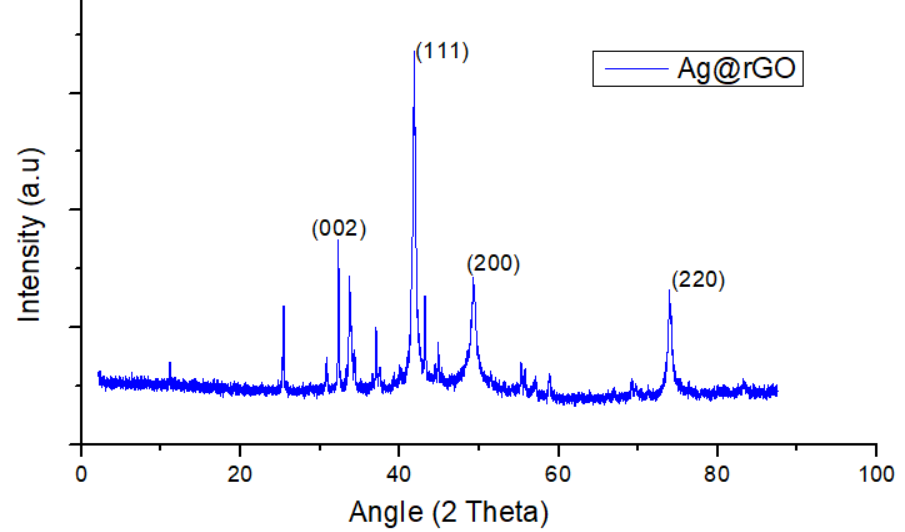 (111)
Ag@rGO
(002)
(200)
(220)
Intensity (a.u)
0 20 40 60 80 100
Angle (2 Theta)